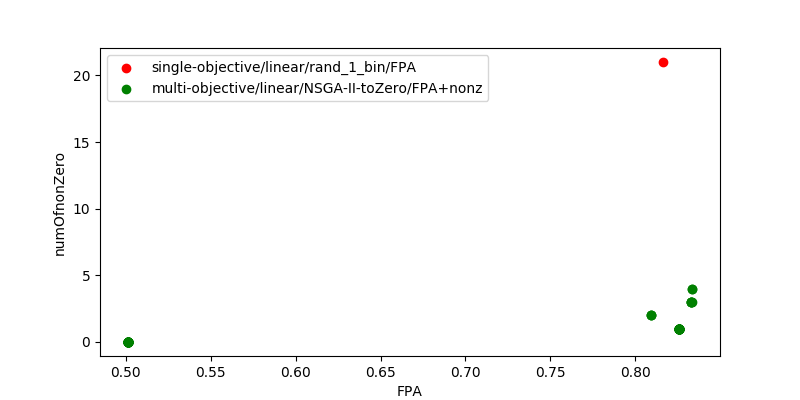 single-objective/linear/rand_1_bin/FPA
multi-objective/linear/NSGA-II-toZero/FPA+nonz
numOfnonZero
20
15
10
5
0
0.50 0.55 0.60 0.65 0.70 0.75 0.80
FPA